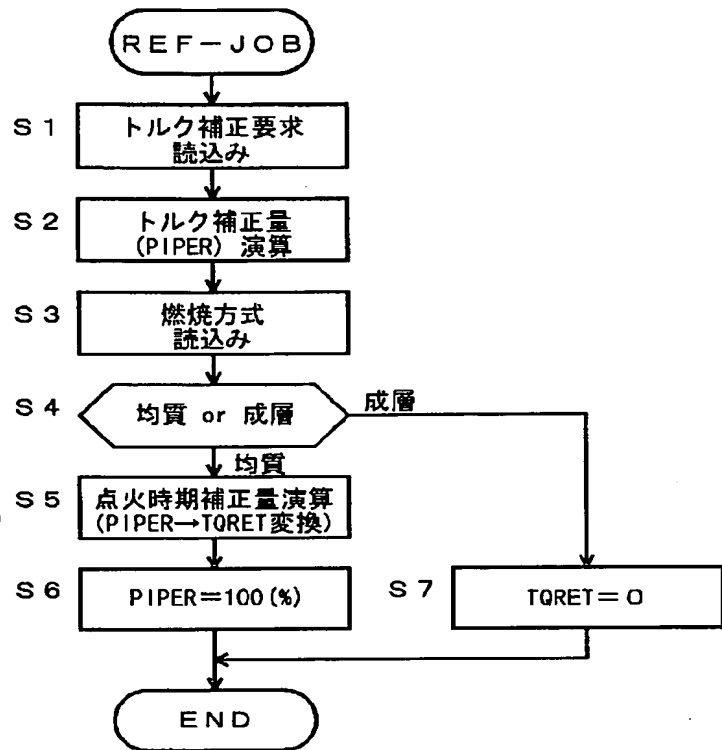 REF-JOB
S1
トルク補正要求
読込み
S2
トルク補正量
(PIPER) 演算
S3
燃焼方式
読込み
S4
均質 or 成層
成層
均質
S5
点火時期補正量演算
(PIPER→TQRET変換)
S6
PIPER=100(%)
S7
TQRET=0
END